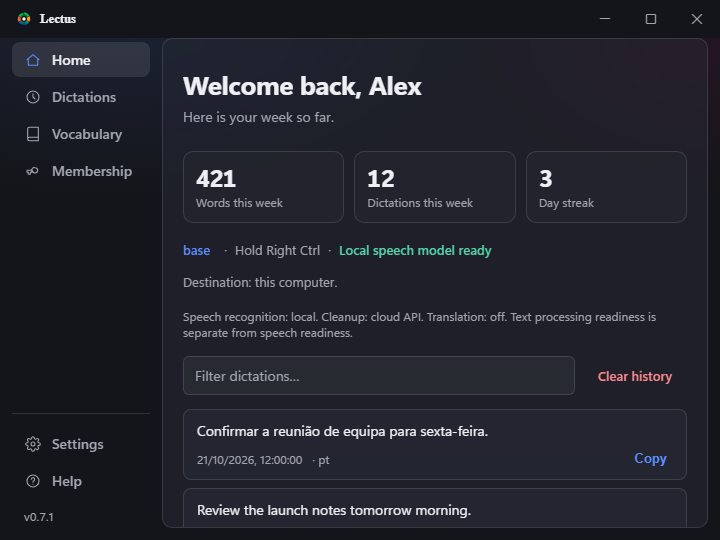 Lectus
Home
Dictations
Vocabulary
Membership
Settings
Help
v0.7.1
Welcome back, Alex
Here is your week so far.
421
Words this week
12
Dictations this week
3
Day streak
base · Hold Right Ctrl · Local speech model ready
Destination: this computer.
Speech recognition: local. Cleanup: cloud API. Translation: off. Text processing readiness is
separate from speech readiness.
Filter dictations...
Clear history
Confirmar a reunião de equipa para sexta-feira.
21/10/2026, 12:00:00 · pt
Copy
Review the launch notes tomorrow morning.